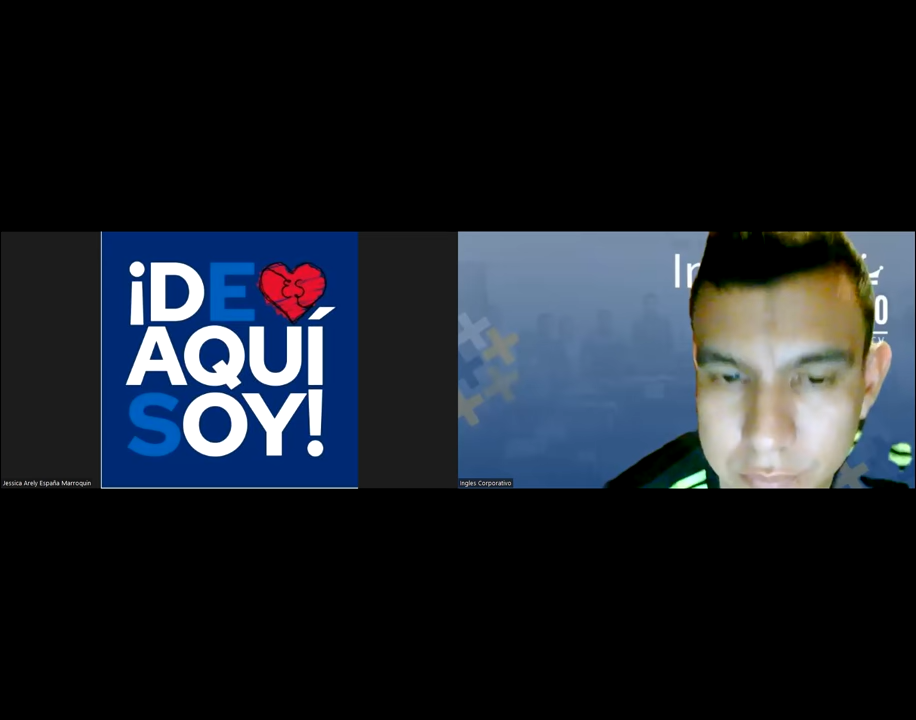 ¡DE
AQUÍ
SOY!
Jessica Arely España Marroquin
Ingles Corporativo